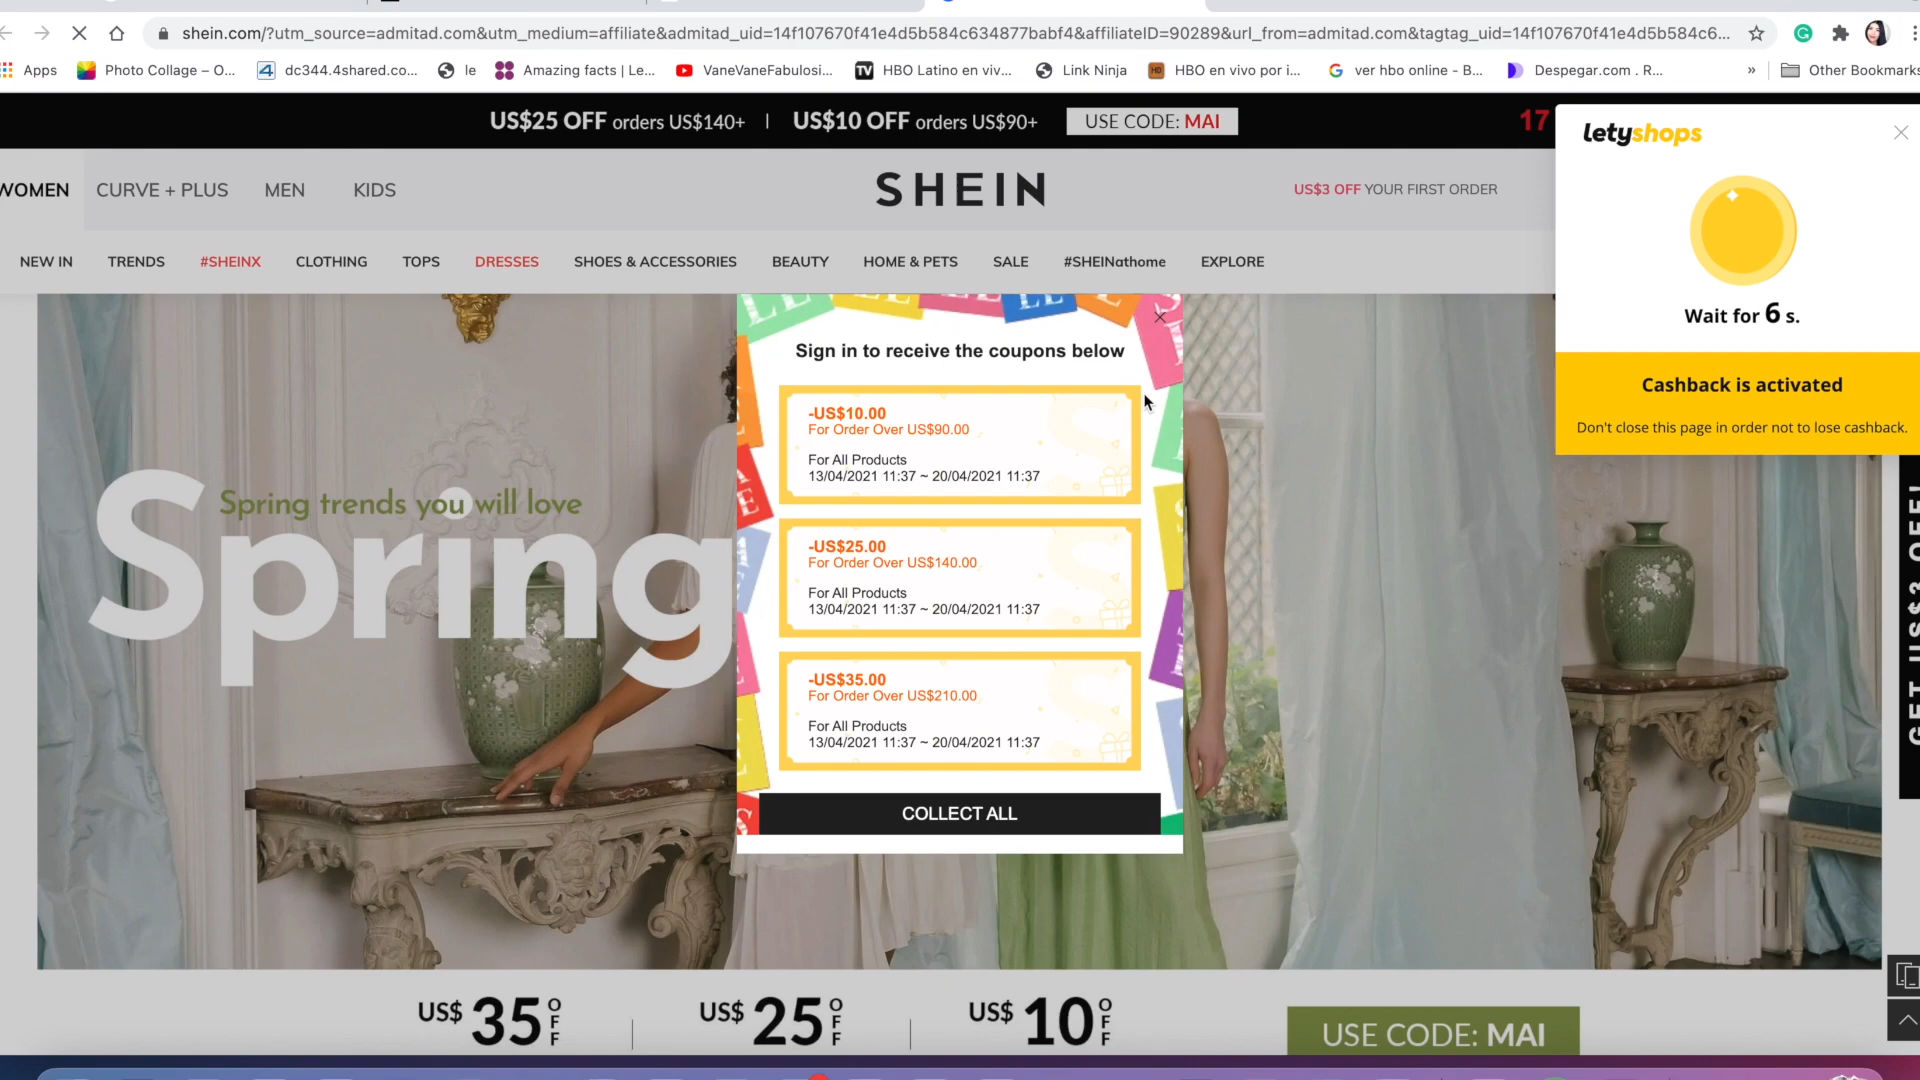 shein.com/?utm_source=admitad.com&utm_medium=affiliate&admitad_uid=14f107670f41e4d5b584c634877babf4&affiliateID=90289&url_from=admitad.com&tagtag_uid=14f107670f41e4d5b584c6...
Apps
Photo Collage – O...
dc344.4shared.co...
le
Amazing facts | Le...
VaneVaneFabulosi...
HBO Latino en viv...
Link Ninja
HBO en vivo por i...
ver hbo online - B...
Despegar.com . R...
»
Other Bookmarks
US$25 OFF orders US$140+ | US$10 OFF orders US$90+
USE CODE: MAI
17
letyshops
Wait for 6 s.
Cashback is activated
Don't close this page in order not to lose cashback.
WOMEN
CURVE + PLUS
MEN
KIDS
SHEIN
US$3 OFF YOUR FIRST ORDER
NEW IN
TRENDS
#SHEINX
CLOTHING
TOPS
DRESSES
SHOES & ACCESSORIES
BEAUTY
HOME & PETS
SALE
#SHEINathome
EXPLORE
Spring trends you will love
Spring
Sign in to receive the coupons below
-US$10.00
For Order Over US$90.00
For All Products
13/04/2021 11:37 ~ 20/04/2021 11:37
-US$25.00
For Order Over US$140.00
For All Products
13/04/2021 11:37 ~ 20/04/2021 11:37
-US$35.00
For Order Over US$210.00
For All Products
13/04/2021 11:37 ~ 20/04/2021 11:37
COLLECT ALL
GET US$3 OFF!
US$ 35 OFF
US$ 25 OFF
US$ 10 OFF
USE CODE: MAI